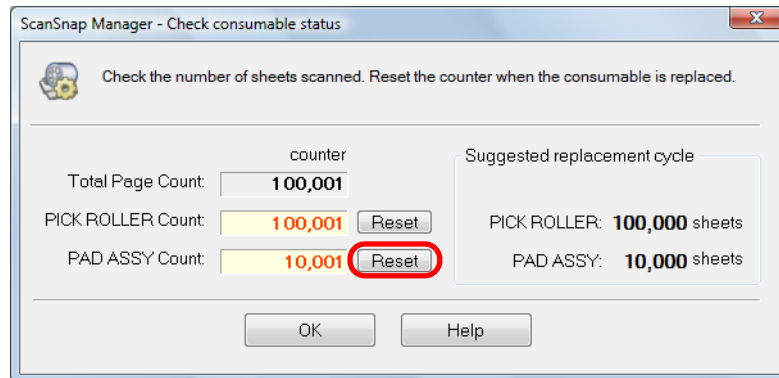 ScanSnap Manager - Check consumable status
Check the number of sheets scanned. Reset the counter when the consumable is replaced.
counter
Suggested replacement cycle
Total Page Count: 100,001
PICK ROLLER Count: 100,001 Reset
PICK ROLLER: 100,000 sheets
PAD ASSY Count: 10,001 Reset
PAD ASSY: 10,000 sheets
OK
Help